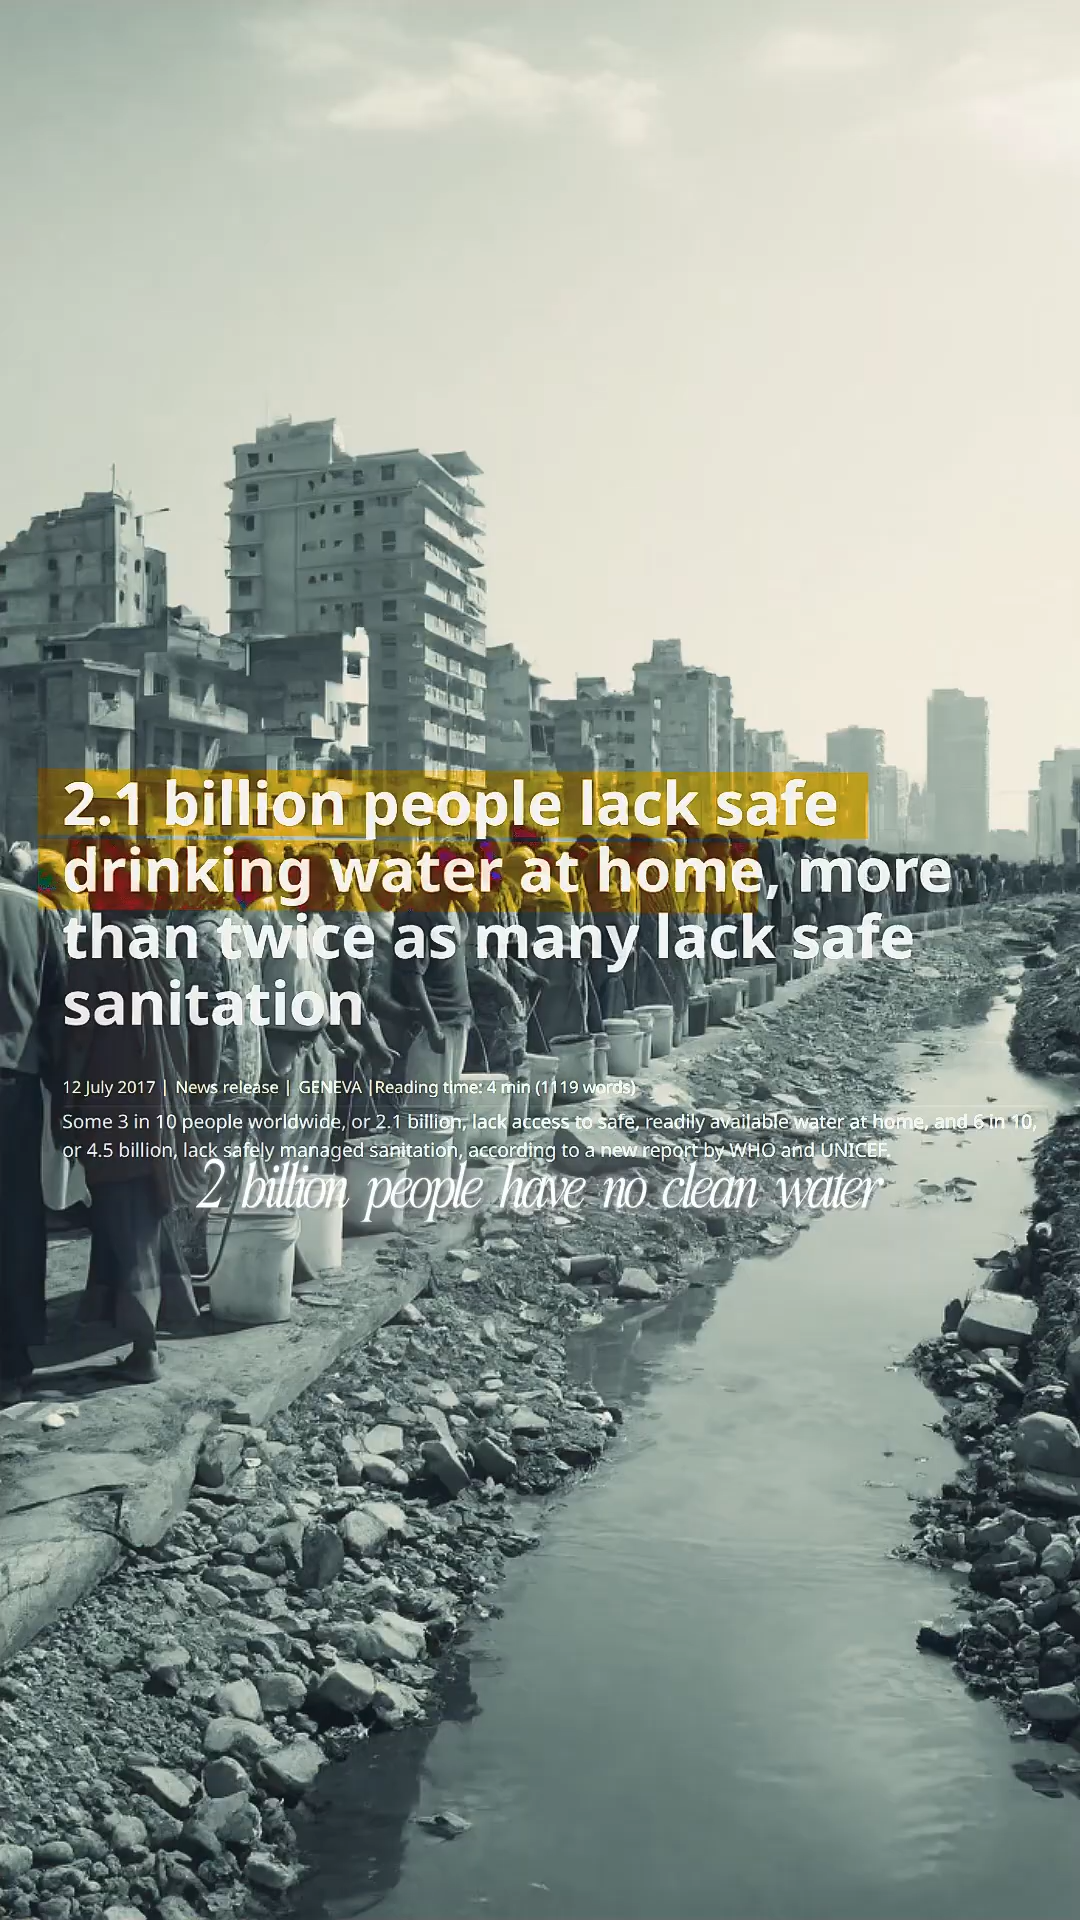 2.1 billion people lack safe
drinking water at home, more
than twice as many lack safe
sanitation
12 July 2017 | News release | GENEVA |Reading time: 4 min (1119 words)
Some 3 in 10 people worldwide, or 2.1 billion, lack access to safe, readily available water at home, and 6 in 10,
or 4.5 billion, lack safely managed sanitation, according to a new report by WHO and UNICEF.
2 billion people have no clean water